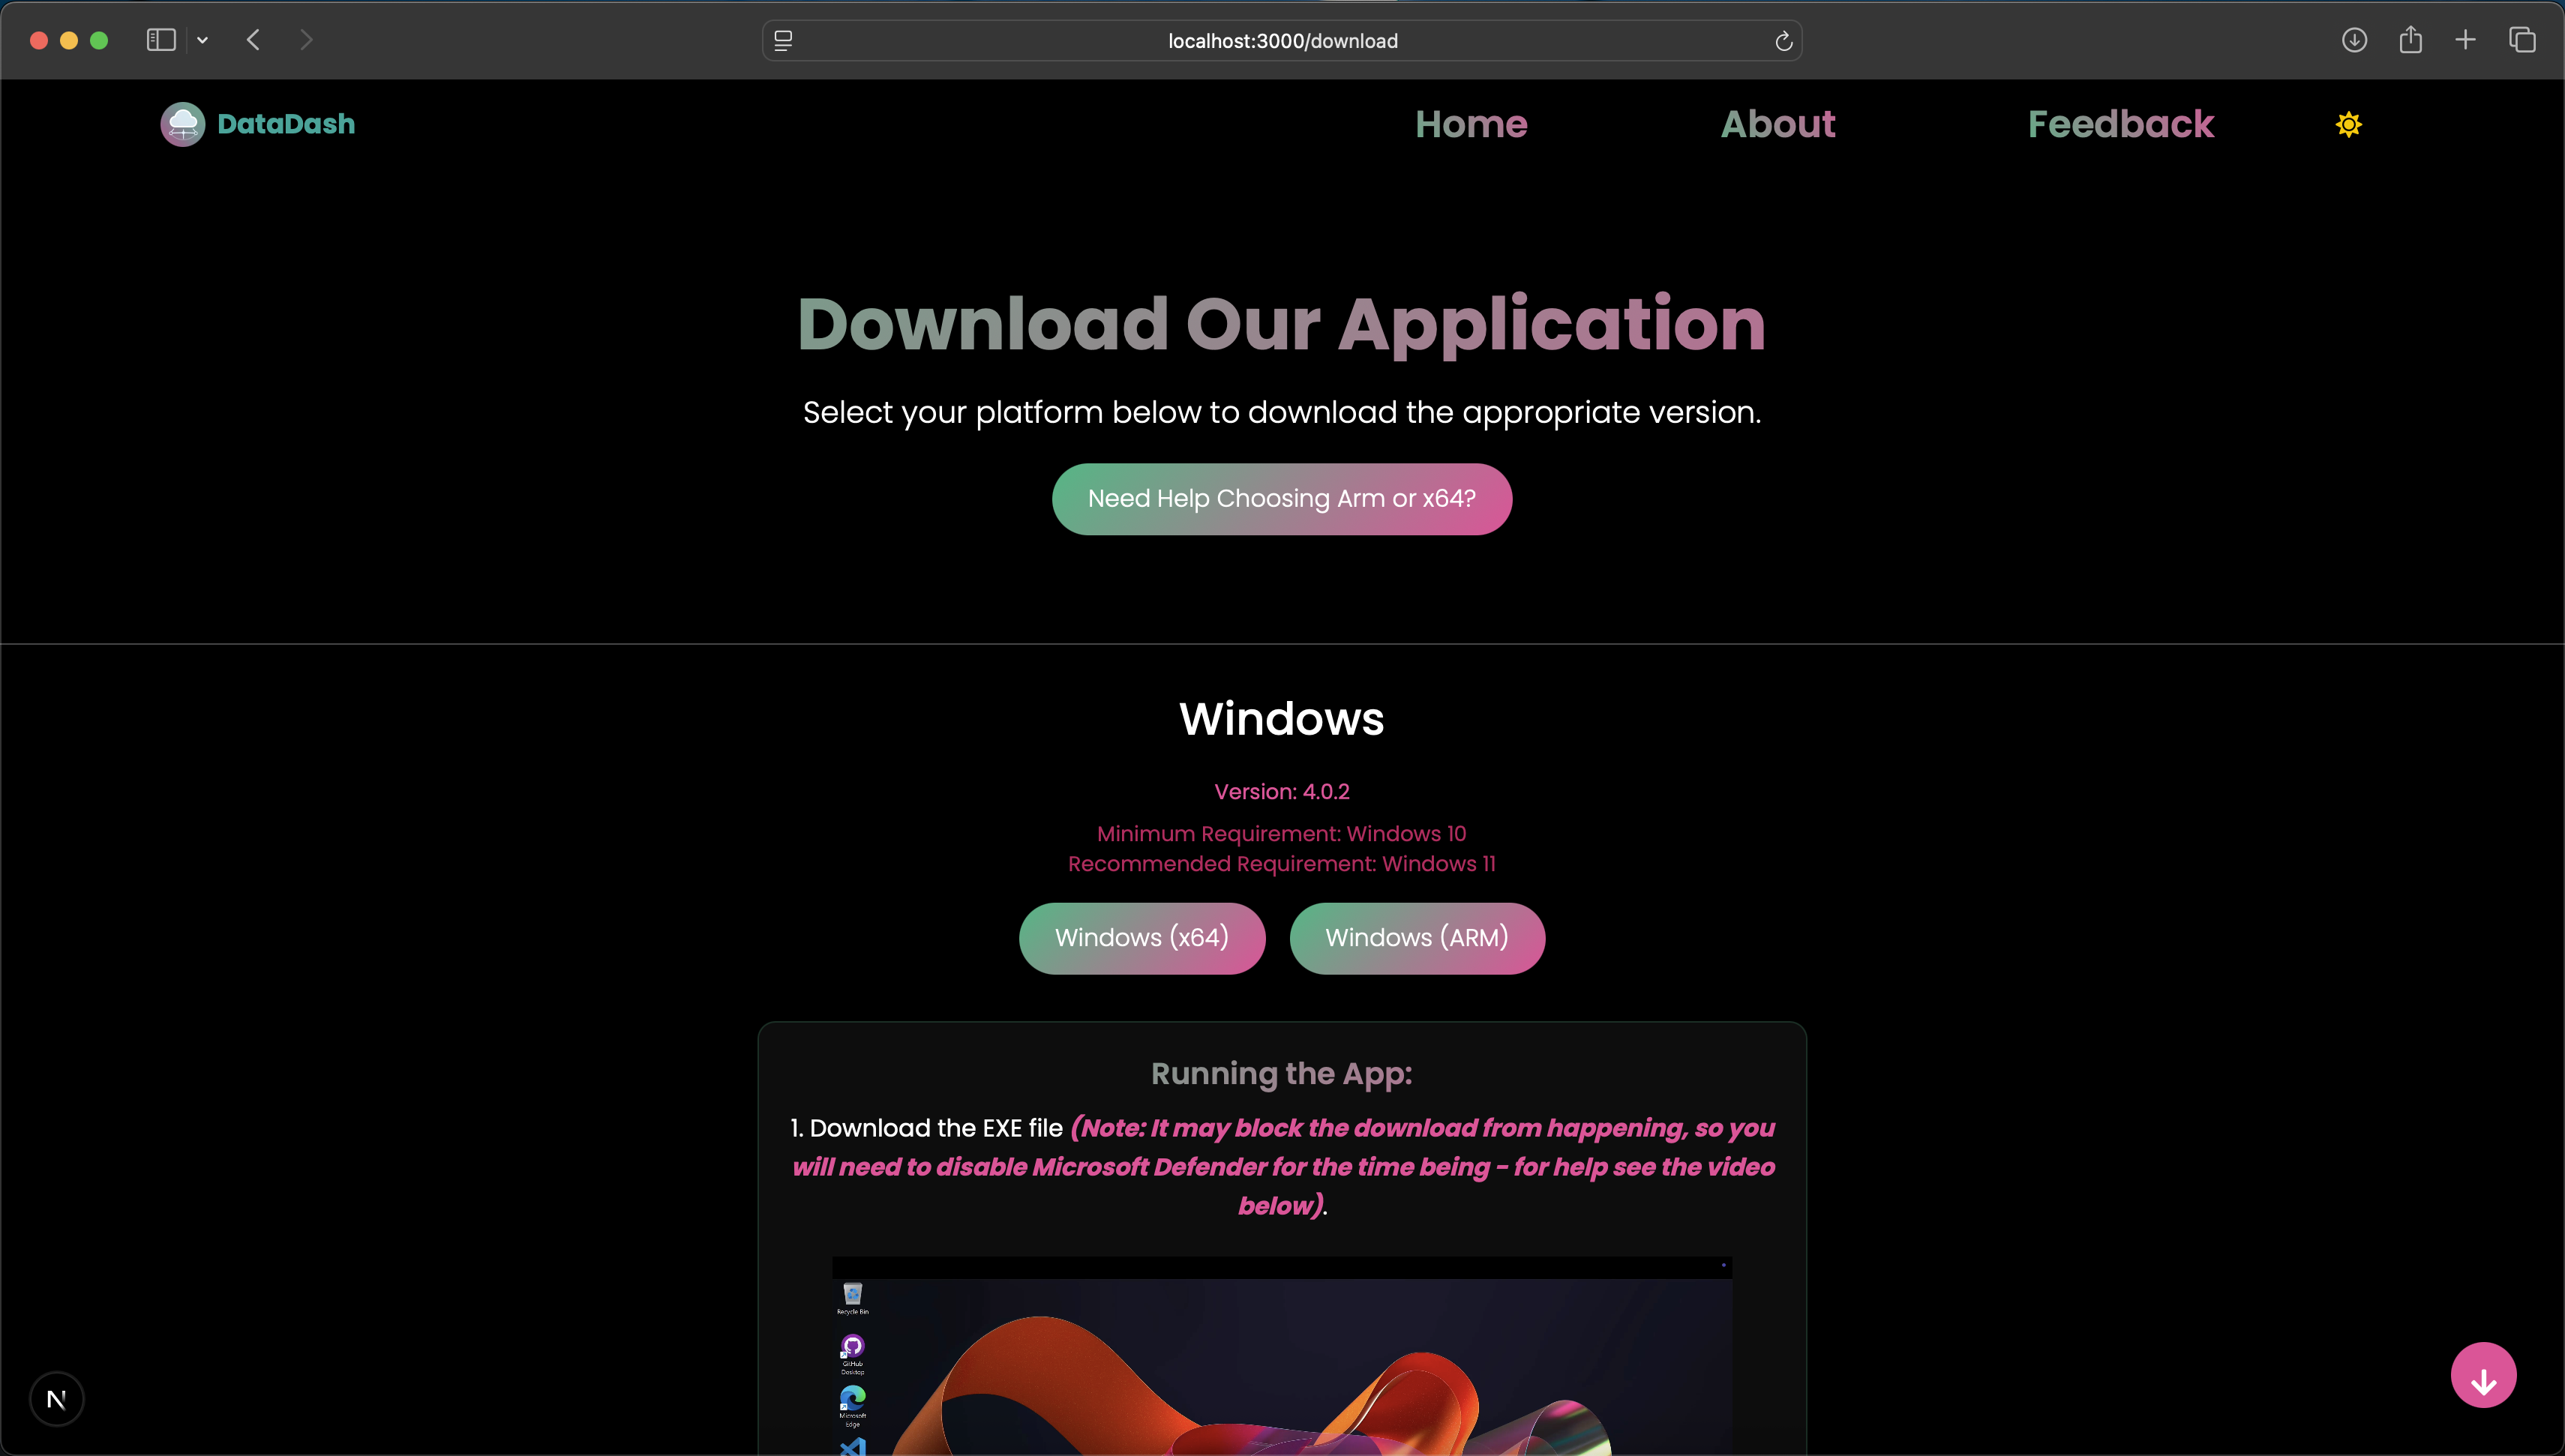 localhost:3000/download
DataDash
Home
About
Feedback
Download Our Application
Select your platform below to download the appropriate version.
Need Help Choosing Arm or x64?
Windows
Version: 4.0.2
Minimum Requirement: Windows 10
Recommended Requirement: Windows 11
Windows (x64)
Windows (ARM)
Running the App:
1. Download the EXE file (Note: It may block the download from happening, so you
will need to disable Microsoft Defender for the time being - for help see the video
below).
Recycle Bin
GitHub
Desktop
Microsoft
Edge
N